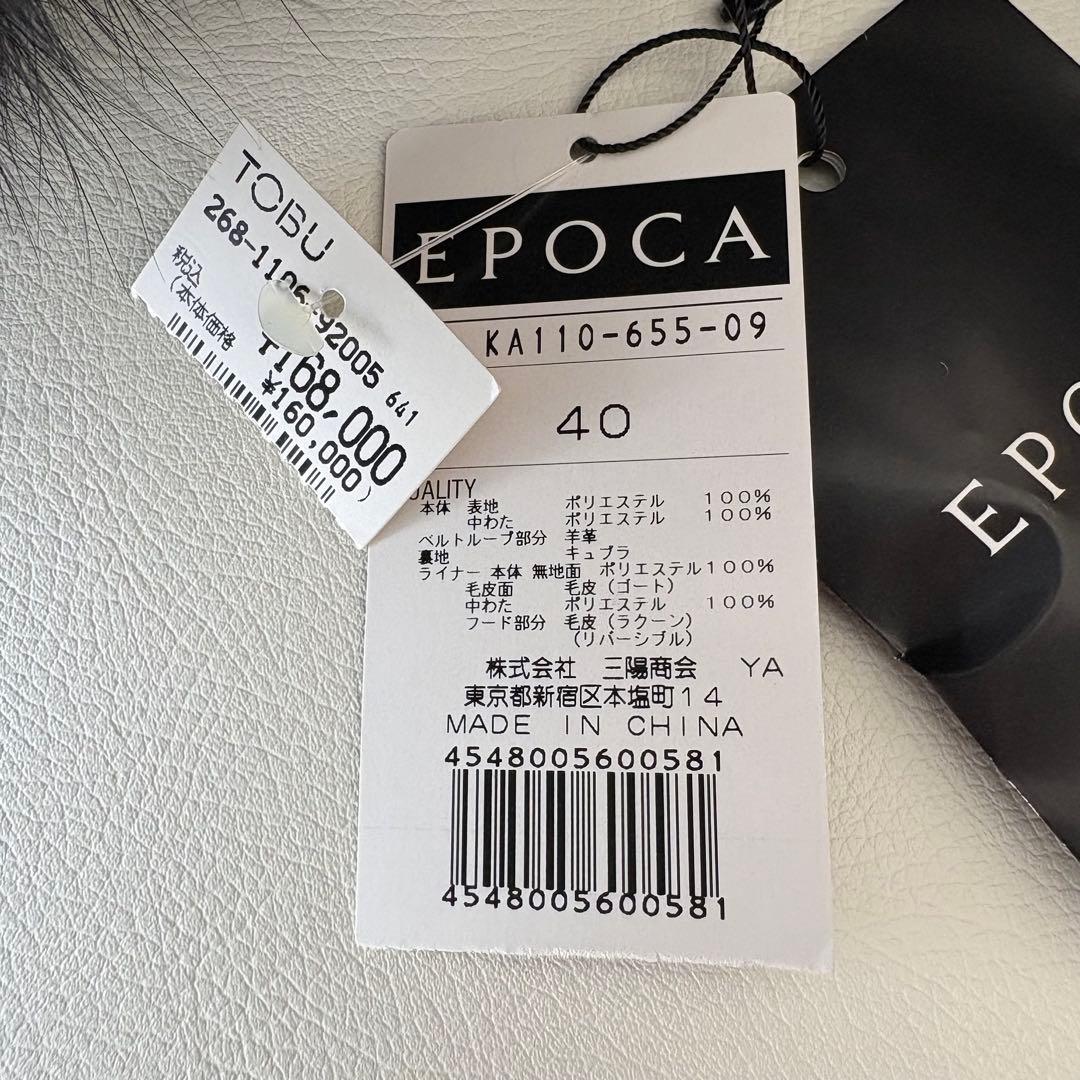 TOBU
268-1106-92005 641
税込 ¥168,000
(本体価格 ¥160,000)
EPOCA
KA110-655-09
40
UALITY
本体 表地 ポリエステル 100%
中わた ポリエステル 100%
ベルトループ部分 羊革
裏地 キュプラ
ライナー 本体 無地面 ポリエステル100%
毛皮面 毛皮(ゴート)
中わた ポリエステル 100%
フード部分 毛皮(ラクーン)
(リバーシブル)
株式会社 三陽商会 YA
東京都新宿区本塩町14
MADE IN CHINA
4548005600581
4548005600581
EPO